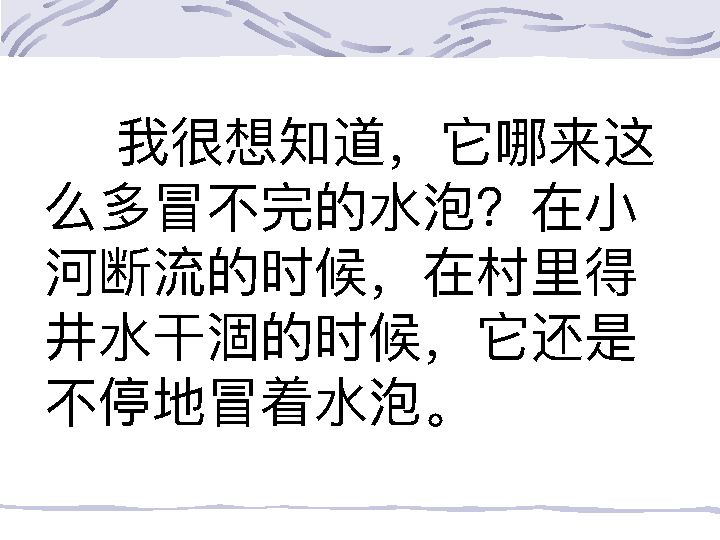 我很想知道，它哪来这
么多冒不完的水泡？在小
河断流的时候，在村里得
井水干涸的时候，它还是
不停地冒着水泡。